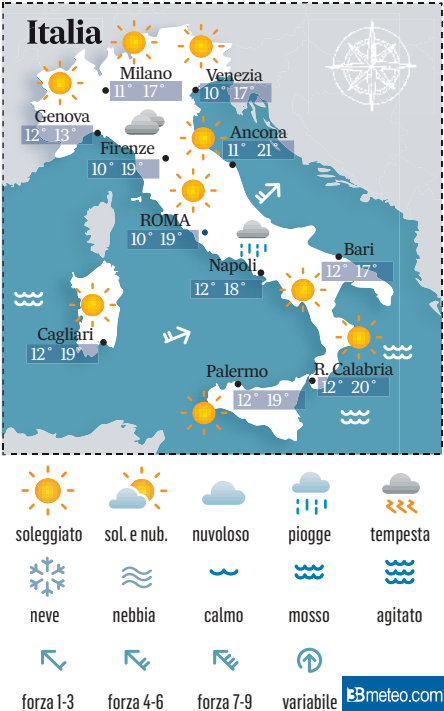 Italia
Milano
11° 17°
Venezia
10° 17°
Genova
12° 13°
Firenze
10° 19°
Ancona
11° 21°
ROMA
10° 19°
Napoli
12° 18°
Bari
12° 17°
Cagliari
12° 19°
Palermo
12° 19°
R. Calabria
12° 20°
soleggiato sol. e nub. nuvoloso piogge tempesta
neve nebbia calmo mosso agitato
forza 1-3 forza 4-6 forza 7-9 variabile
3Bmeteo.com